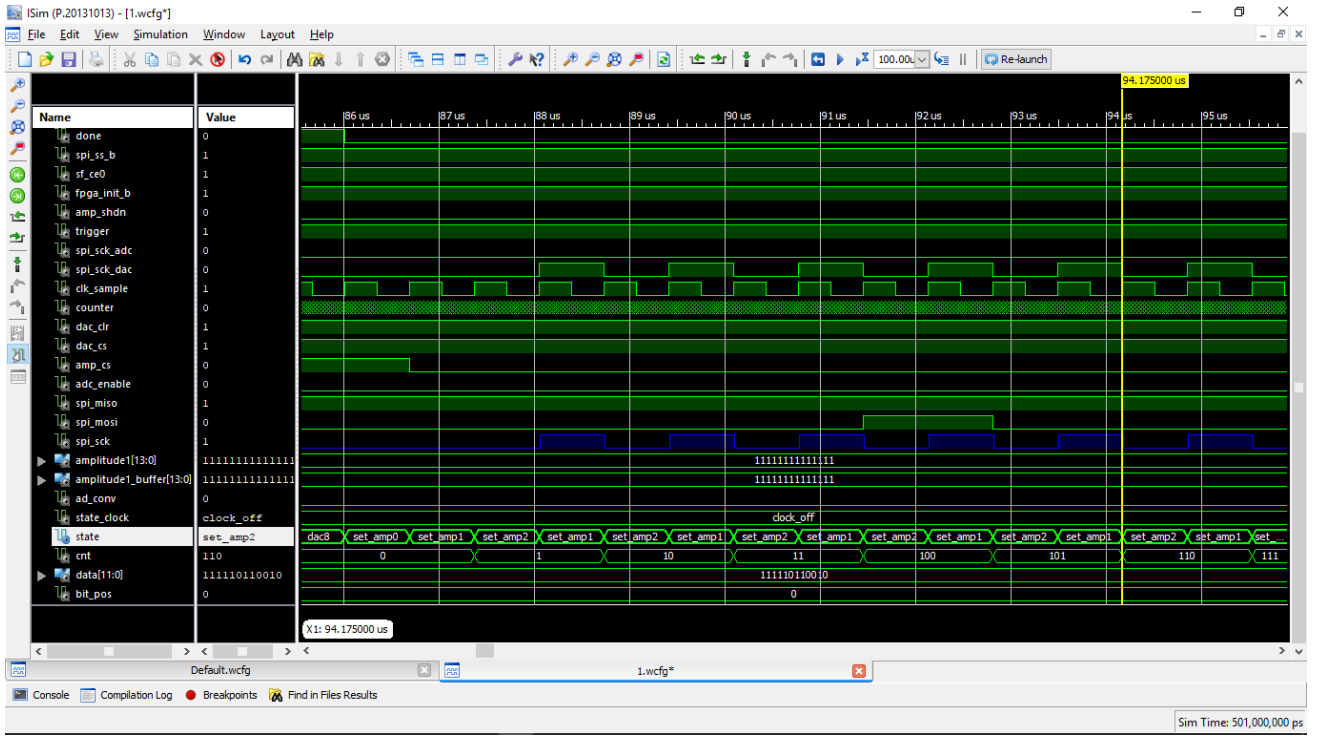 ISim (P.20131013) - [1.wcfg*]
File Edit View Simulation Window Layout Help
100.00u Re-launch
94.175000 us
Name Value
86 us 87 us 88 us 89 us 90 us 91 us 92 us 93 us 94 us 95 us
done 0
spi_ss_b 1
sf_ce0 1
fpga_init_b 1
amp_shdn 0
trigger 1
spi_sck_adc 0
spi_sck_dac 0
clk_sample 1
counter 0
dac_clr 1
dac_cs 1
amp_cs 0
adc_enable 0
spi_miso 1
spi_mosi 0
spi_sck 1
amplitude1[13:0] 11111111111111 11111111111111
amplitude1_buffer[13:0] 11111111111111 11111111111111
ad_conv 0
state_clock clock_off clock_off
state set_amp2 dac8 set_amp0 set_amp1 set_amp2 set_amp1 set_amp2 set_amp1 set_amp2 set_amp1 set_amp2 set_amp1 set_amp2 set_amp1 set_amp2 set_amp1 set_...
cnt 110 0 1 10 11 100 101 110 111
data[11:0] 111110110010 111110110010
bit_pos 0 0
X1: 94.175000 us
Default.wcfg 1.wcfg*
Console Compilation Log Breakpoints Find in Files Results
Sim Time: 501,000,000 ps